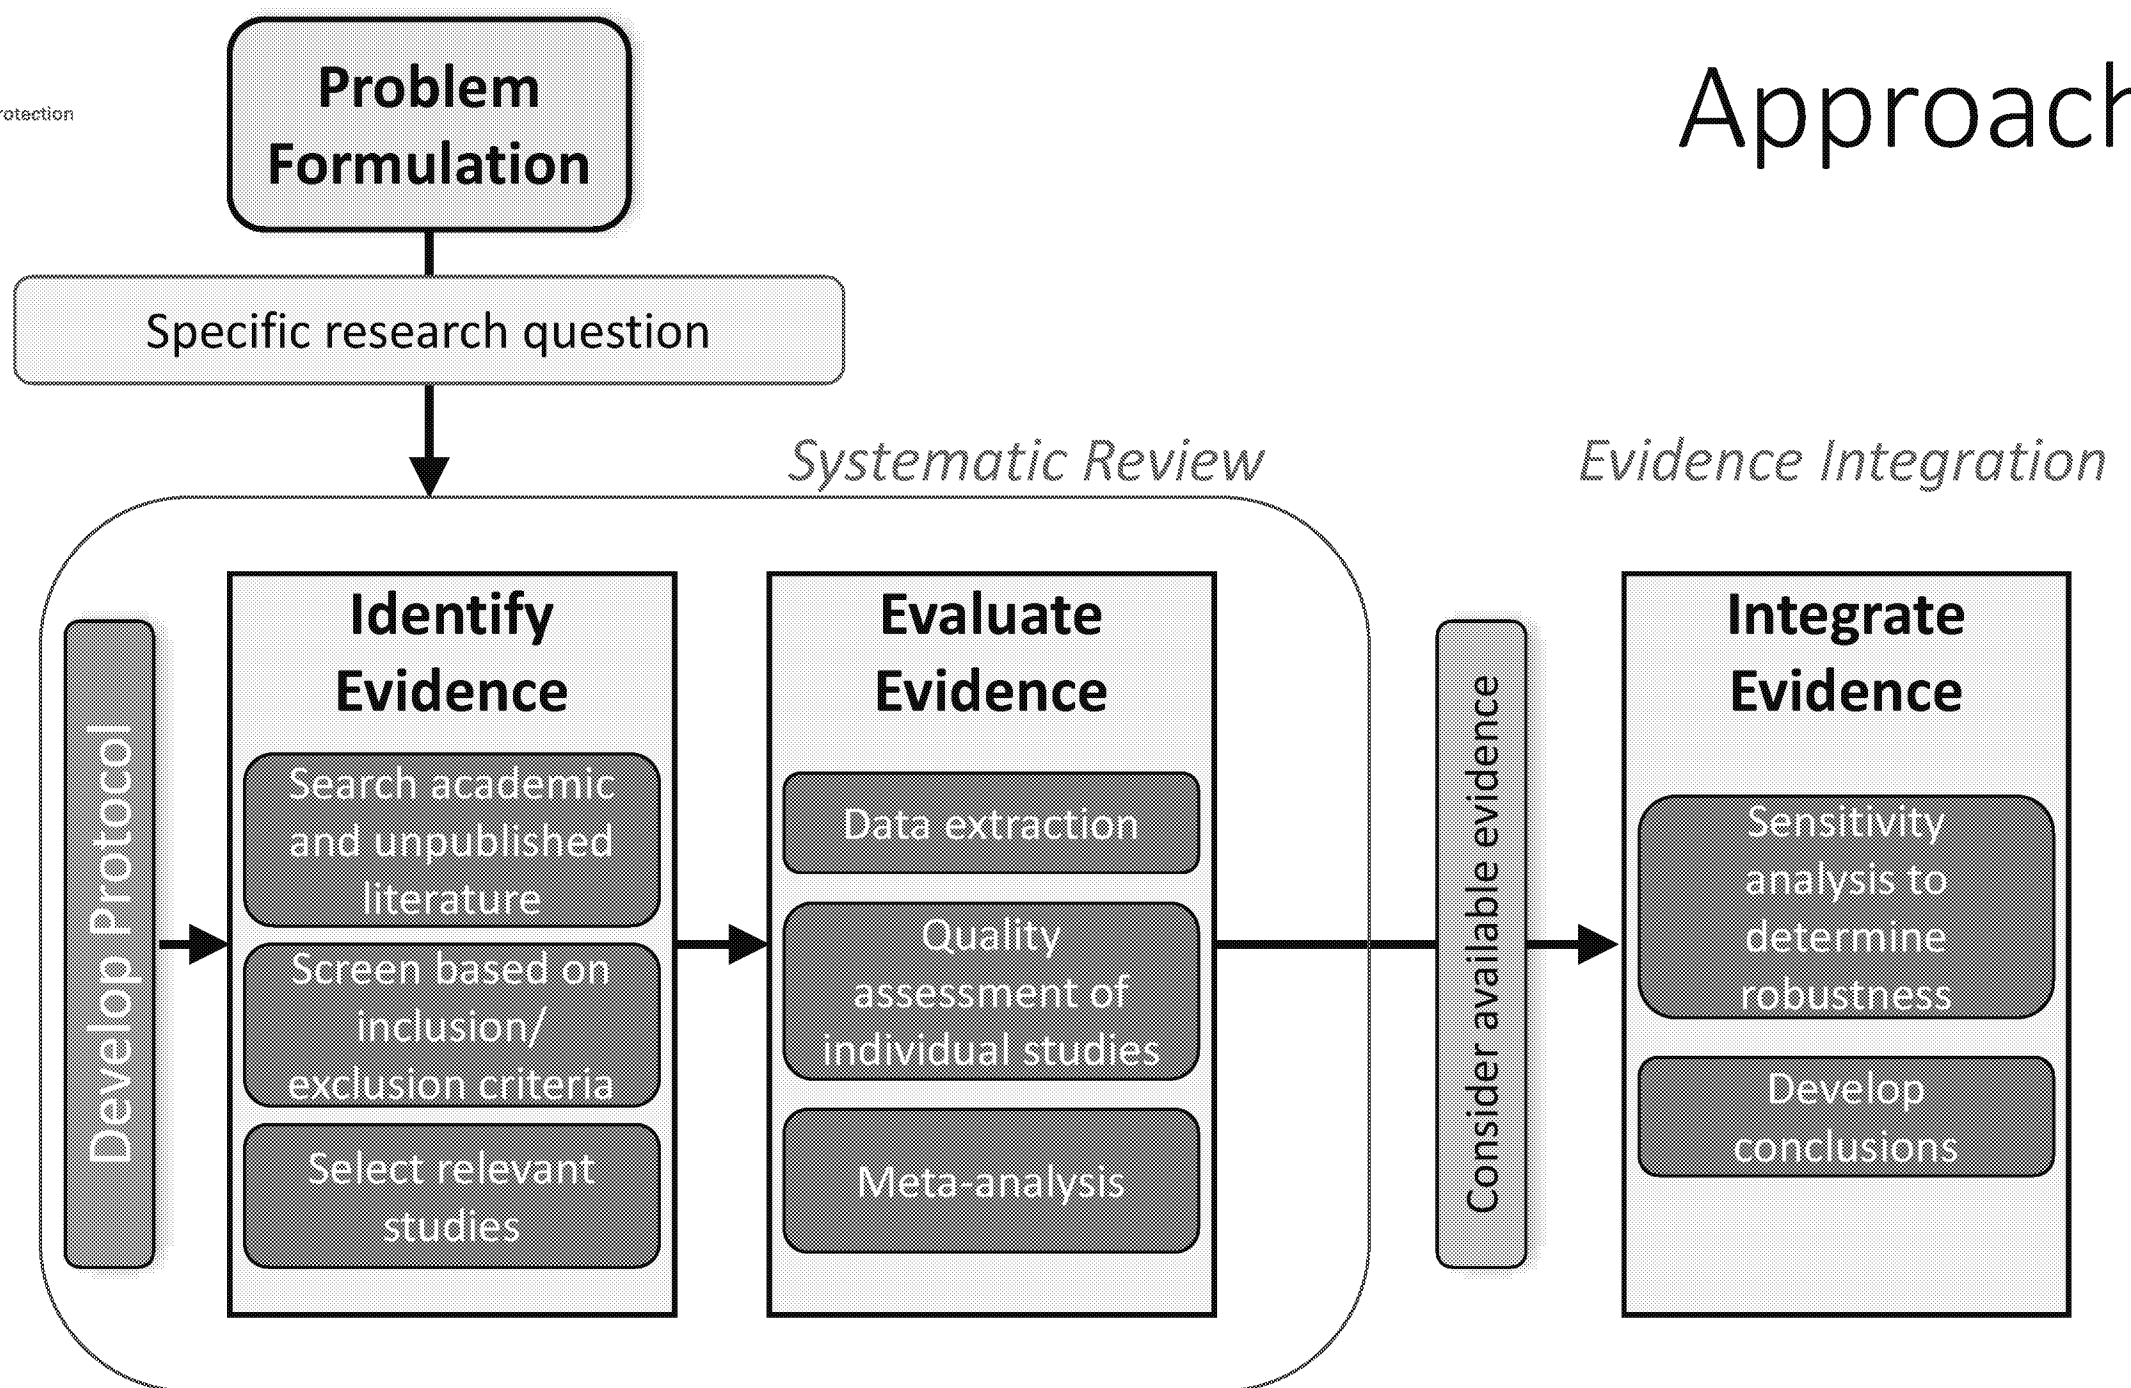 Problem
Formulation
Approach
Specific research question
Systematic Review
Evidence Integration
Develop Protocol
Identify
Evidence
Search academic
and unpublished
literature
Screen based on
inclusion/
exclusion criteria
Select relevant
studies
Evaluate
Evidence
Data extraction
Quality
assessment of
individual studies
Meta-analysis
Consider available evidence
Integrate
Evidence
Sensitivity
analysis to
determine
robustness
Develop
conclusions